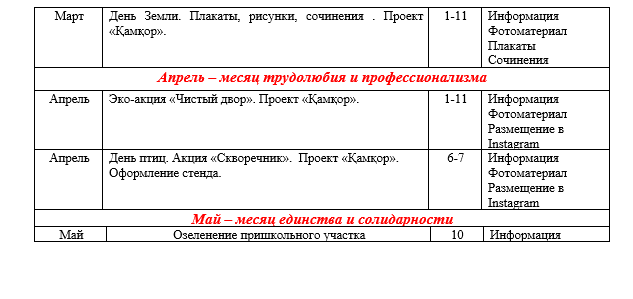 Март День Земли. Плакаты, рисунки, сочинения . Проект 1-11 Информация
«Қамқор». Фотоматериал
Плакаты
Сочинения
Апрель – месяц трудолюбия и профессионализма
Апрель Эко-акция «Чистый двор». Проект «Қамқор». 1-11 Информация
Фотоматериал
Размещение в
Instagram
Апрель День птиц. Акция «Скворечник». Проект «Қамқор». 6-7 Информация
Оформление стенда. Фотоматериал
Размещение в
Instagram
Май – месяц единства и солидарности
Май Озеленение пришкольного участка 10 Информация